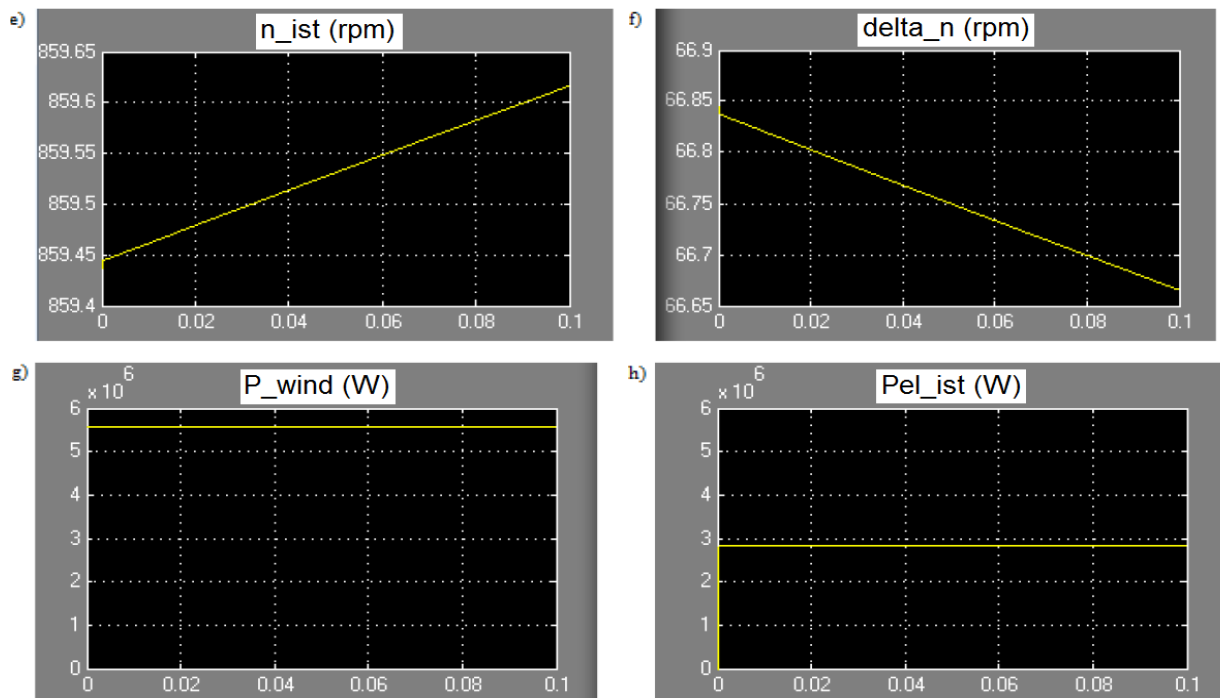 e)
n_ist (rpm)
859.65
859.6
859.55
859.5
859.45
859.4
0 0.02 0.04 0.06 0.08 0.1
f)
delta_n (rpm)
66.9
66.85
66.8
66.75
66.7
66.65
0 0.02 0.04 0.06 0.08 0.1
g)
x 10^6
P_wind (W)
6
5
4
3
2
1
0
0 0.02 0.04 0.06 0.08 0.1
h)
x 10^6
Pel_ist (W)
6
5
4
3
2
1
0
0 0.02 0.04 0.06 0.08 0.1